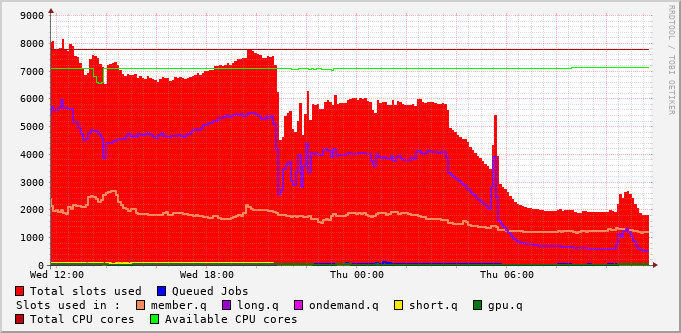 RRDTOOL / TOBI OETIKER
9000
8000
7000
6000
5000
4000
3000
2000
1000
0
Wed 12:00 Wed 18:00 Thu 00:00 Thu 06:00
Total slots used Queued Jobs
Slots used in : member.q long.q ondemand.q short.q gpu.q
Total CPU cores Available CPU cores